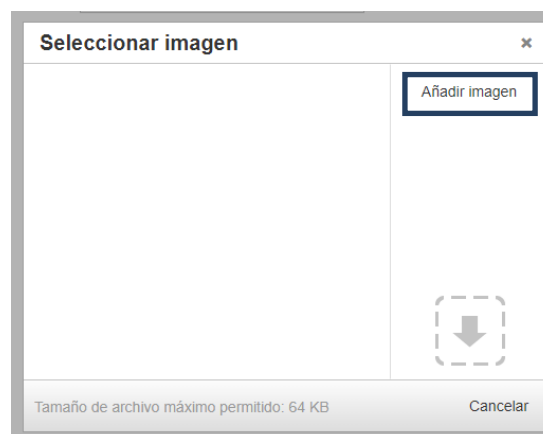 Seleccionar imagen ×
Añadir imagen
Tamaño de archivo máximo permitido: 64 KB
Cancelar